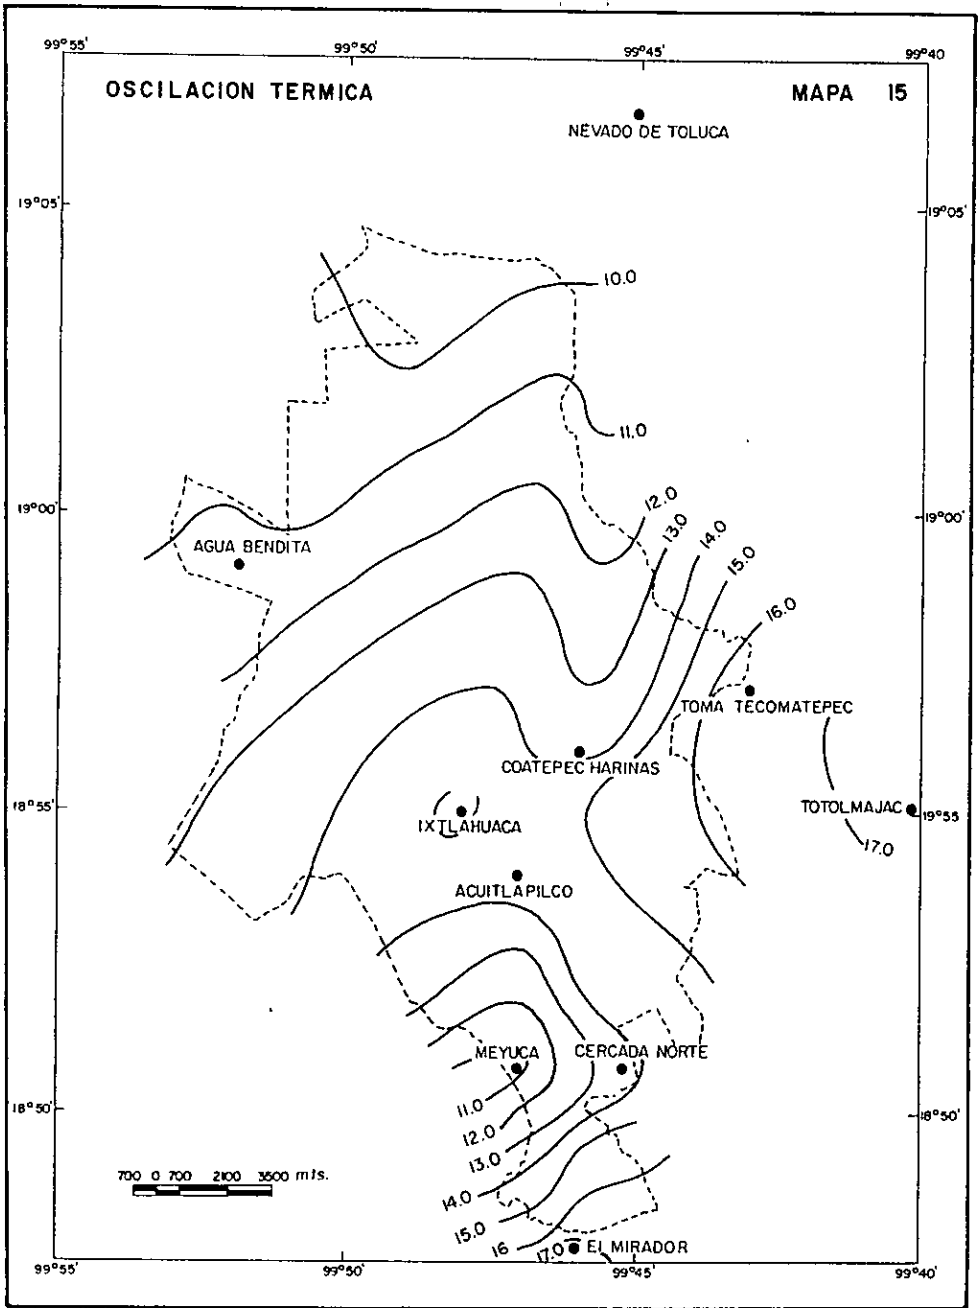 99°55' 99°50' 99°45' 99°40
OSCILACION TERMICA MAPA 15
NEVADO DE TOLUCA
19°05' 19°05'
10.0
11.0
19°00' 12.0 19°00'
13.0
14.0
AGUA BENDITA
15.0
16.0
TOMA TECOMATEPEC
COATEPEC HARINAS
18°55' TOTOLMAJAC 19°55
IXTLAHUACA
17.0
ACUITLAPILCO
MEYUCA CERCADA NORTE
11.0
18°50' 18°50'
12.0
13.0
700 0 700 2100 3500 mts.
14.0
15.0
16 17.0 El MIRADOR
99°55' 99°50' 99°45' 99°40'